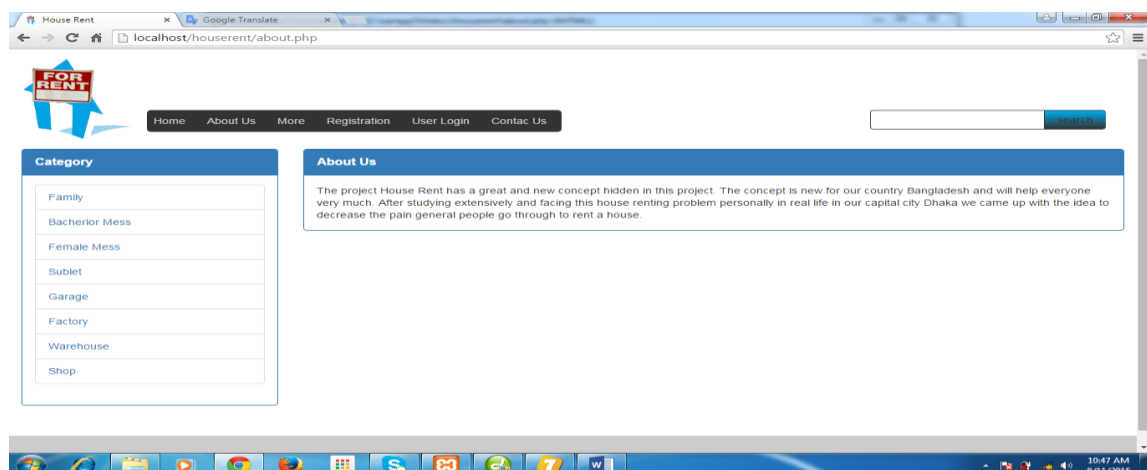 House Rent
Google Translate
localhost/houserent/about.php
FOR
RENT
Home About Us More Registration User Login Contac Us
search
Category
Family
Bacherlor Mess
Female Mess
Sublet
Garage
Factory
Warehouse
Shop
About Us
The project House Rent has a great and new concept hidden in this project. The concept is new for our country Bangladesh and will help everyone
very much. After studying extensively and facing this house renting problem personally in real life in our capital city Dhaka we came up with the idea to
decrease the pain general people go through to rent a house.
10:47 AM